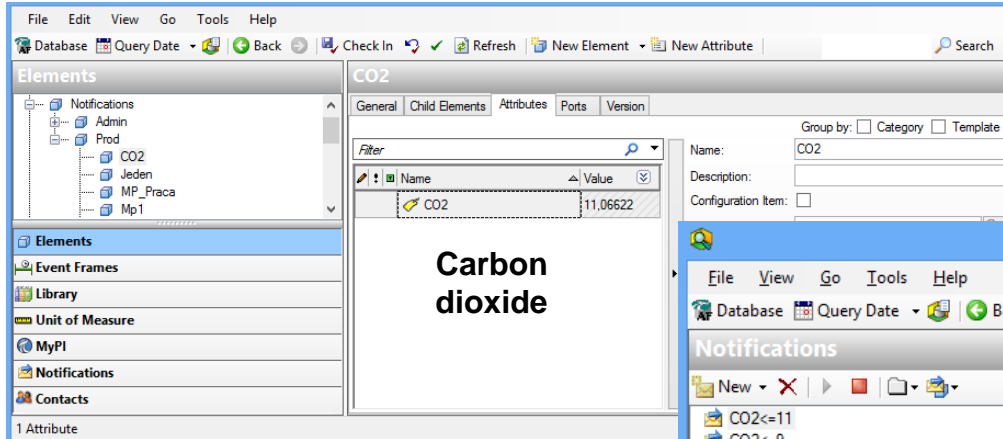 File Edit View Go Tools Help
Database Query Date Back Check In Refresh New Element New Attribute Search
Elements
Notifications
Admin
Prod
CO2
Jeden
MP_Praca
Mp1
Elements
Event Frames
Library
Unit of Measure
MyPI
Notifications
Contacts
1 Attribute
CO2
General Child Elements Attributes Ports Version
Group by: Category Template
Filter
Name Value
CO2 11,06622
Carbon
dioxide
Name: CO2
Description:
Configuration Item:
File View Go Tools Help
Database Query Date
Notifications
New
CO2<=11